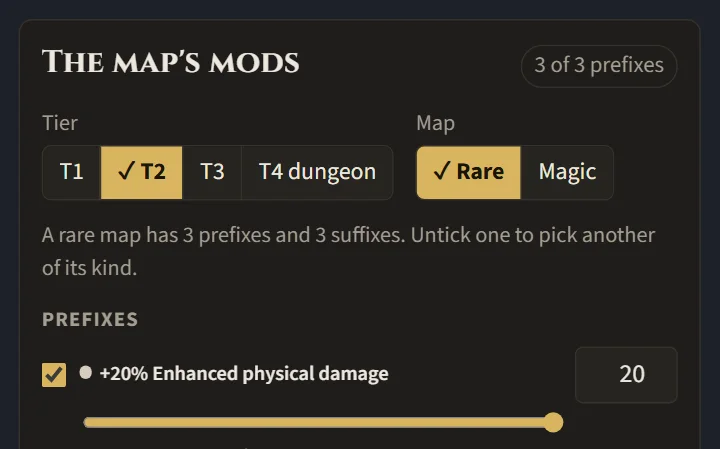 The map's mods
3 of 3 prefixes
Tier
Map
T1
✓ T2
T3
T4 dungeon
✓ Rare
Magic
A rare map has 3 prefixes and 3 suffixes. Untick one to pick another
of its kind.
PREFIXES
+20% Enhanced physical damage
20